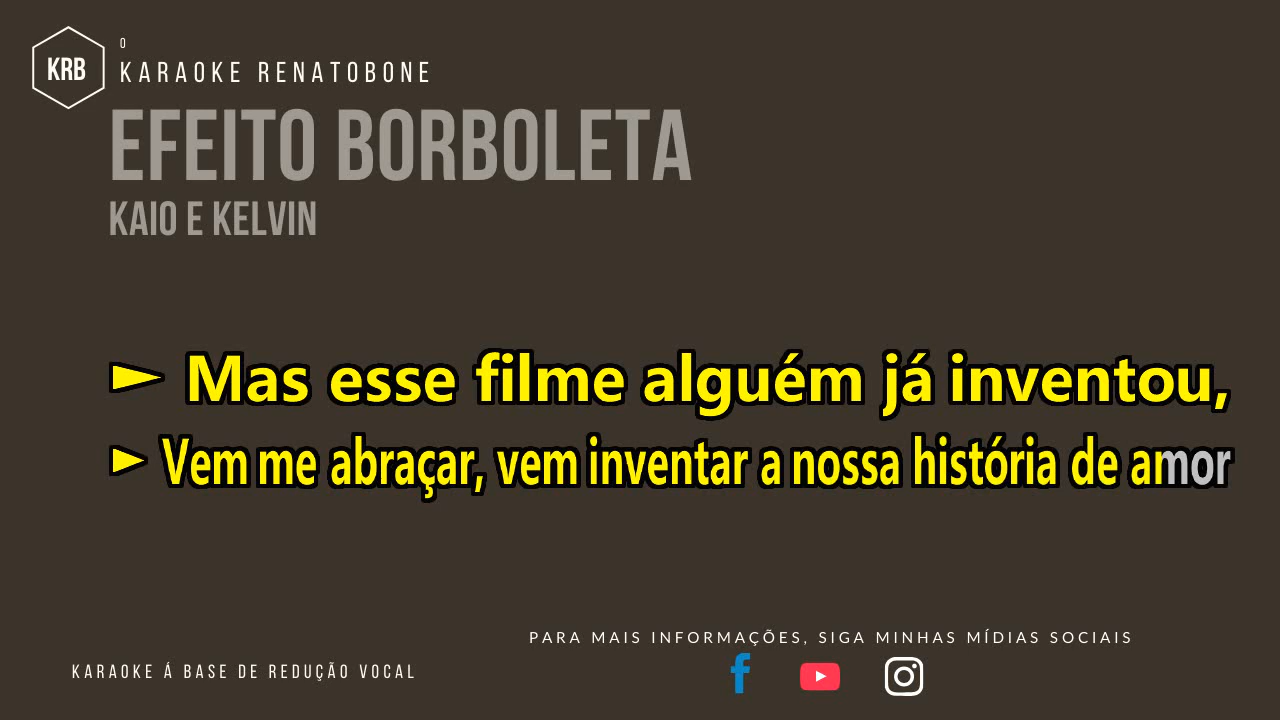 O
KRB
KARAOKE RENATOBONE
EFEITO BORBOLETA
KAIO E KELVIN
Mas esse filme alguém já inventou,
Vem me abraçar, vem inventar a nossa história de amor
PARA MAIS INFORMAÇÕES, SIGA MINHAS MÍDIAS SOCIAIS
KARAOKE Á BASE DE REDUÇÃO VOCAL